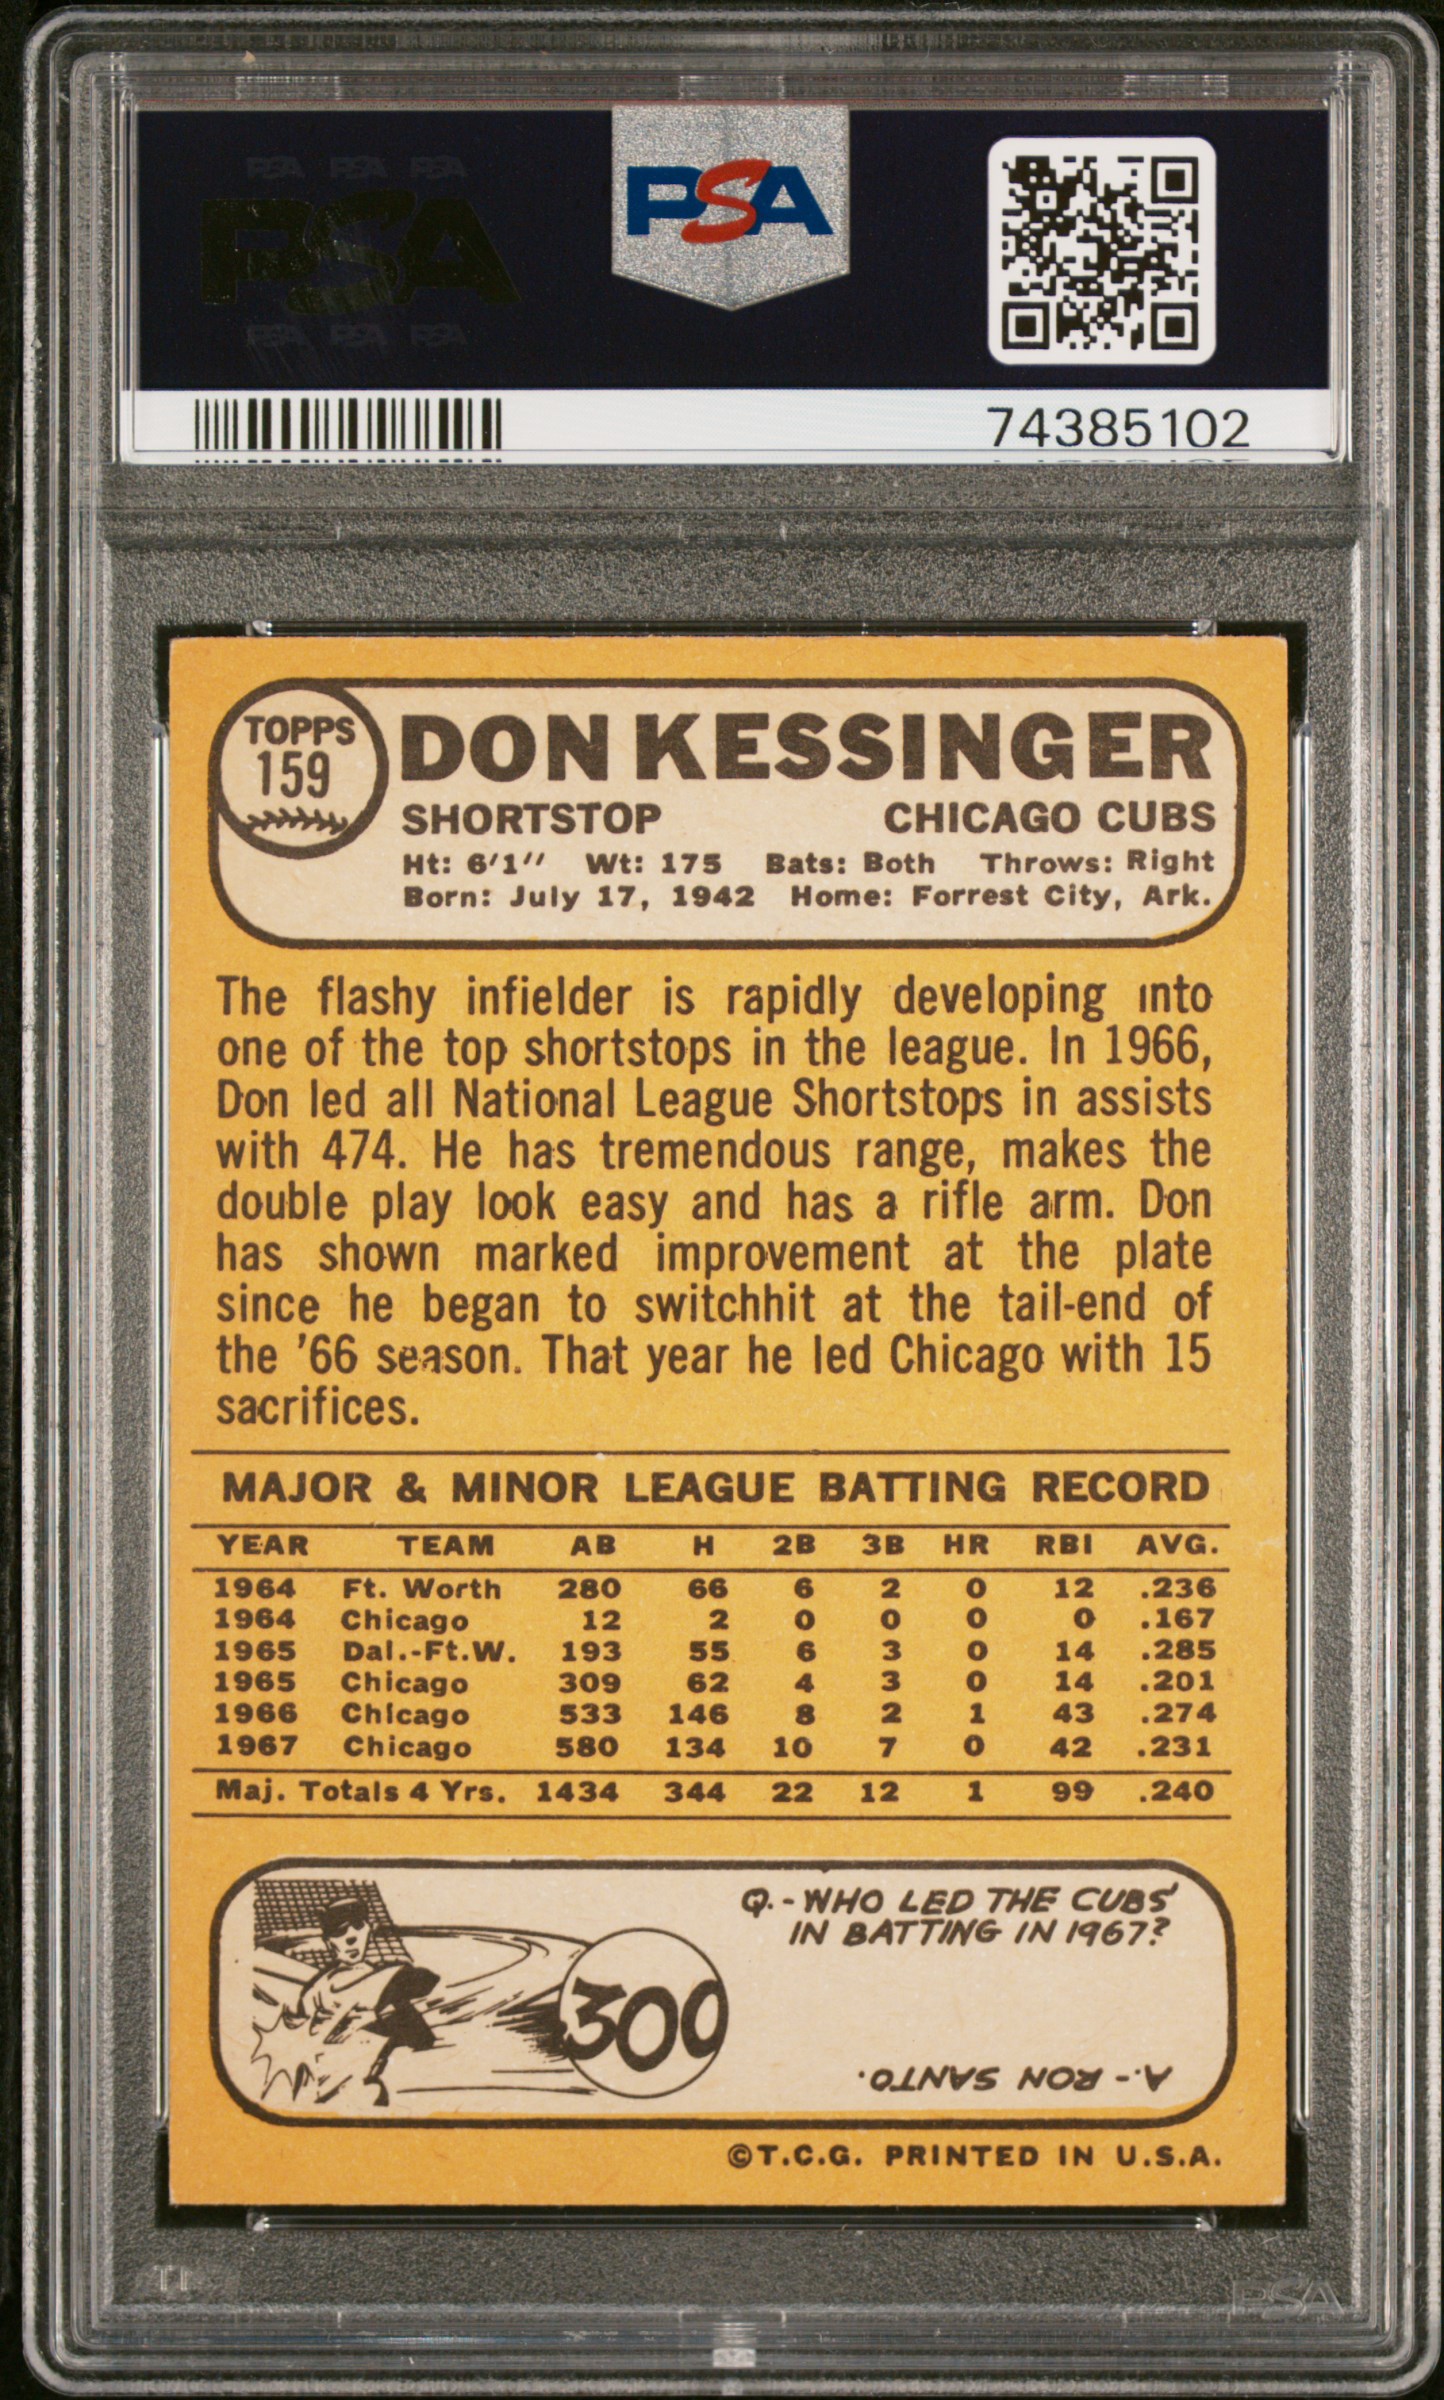 PSA PSA PSA
PSA
PSA PSA PSA
PSA
74385102
TOPPS
159
DON KESSINGER
SHORTSTOP CHICAGO CUBS
Ht: 6'1" Wt: 175 Bats: Both Throws: Right
Born: July 17, 1942 Home: Forrest City, Ark.
The flashy infielder is rapidly developing into
one of the top shortstops in the league. In 1966,
Don led all National League Shortstops in assists
with 474. He has tremendous range, makes the
double play look easy and has a rifle arm. Don
has shown marked improvement at the plate
since he began to switchhit at the tail-end of
the '66 season. That year he led Chicago with 15
sacrifices.
MAJOR & MINOR LEAGUE BATTING RECORD
YEAR TEAM AB H 2B 3B HR RBI AVG.
1964 Ft. Worth 280 66 6 2 0 12 .236
1964 Chicago 12 2 0 0 0 0 .167
1965 Dal.-Ft.W. 193 55 6 3 0 14 .285
1965 Chicago 309 62 4 3 0 14 .201
1966 Chicago 533 146 8 2 1 43 .274
1967 Chicago 580 134 10 7 0 42 .231
Maj. Totals 4 Yrs. 1434 344 22 12 1 99 .240
Q.-WHO LED THE CUBS'
IN BATTING IN 1967?
300
A.-RON SANTO.
©T.C.G. PRINTED IN U.S.A.
PSA